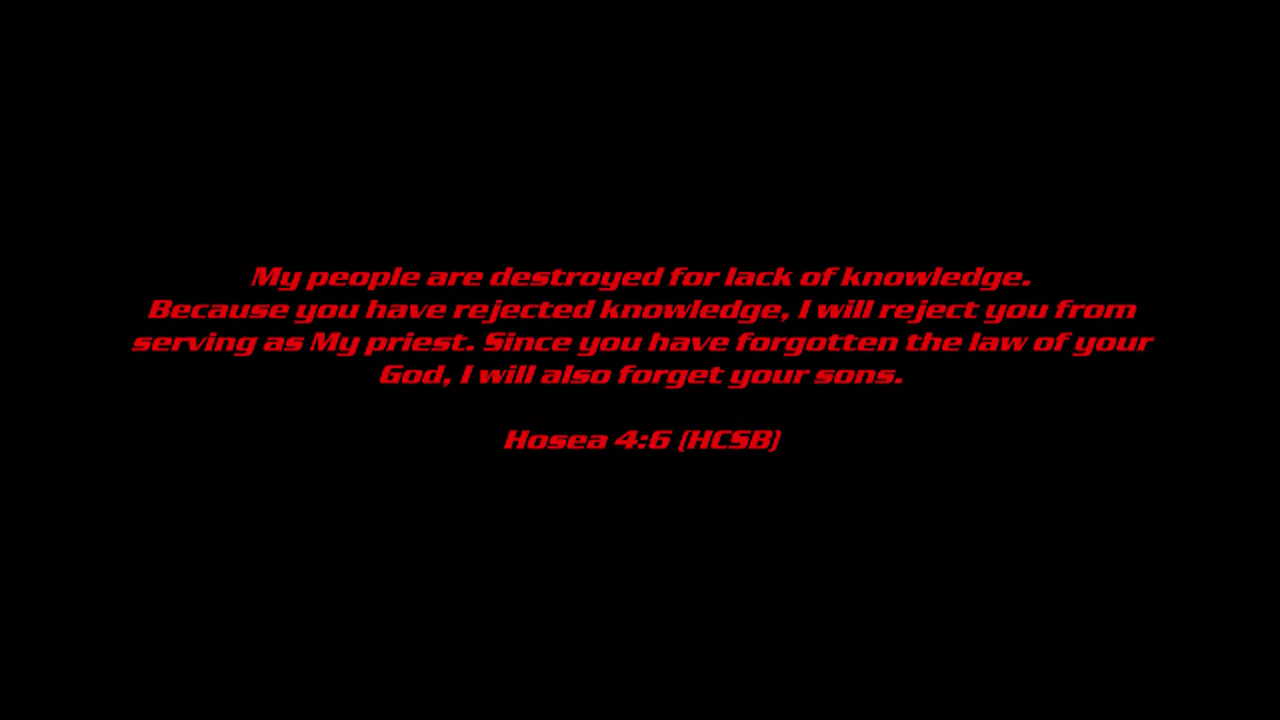 My people are destroyed for lack of knowledge.
Because you have rejected knowledge, I will reject you from
serving as My priest. Since you have forgotten the law of your
God, I will also forget your sons.
Hosea 4:6 (HCSB)